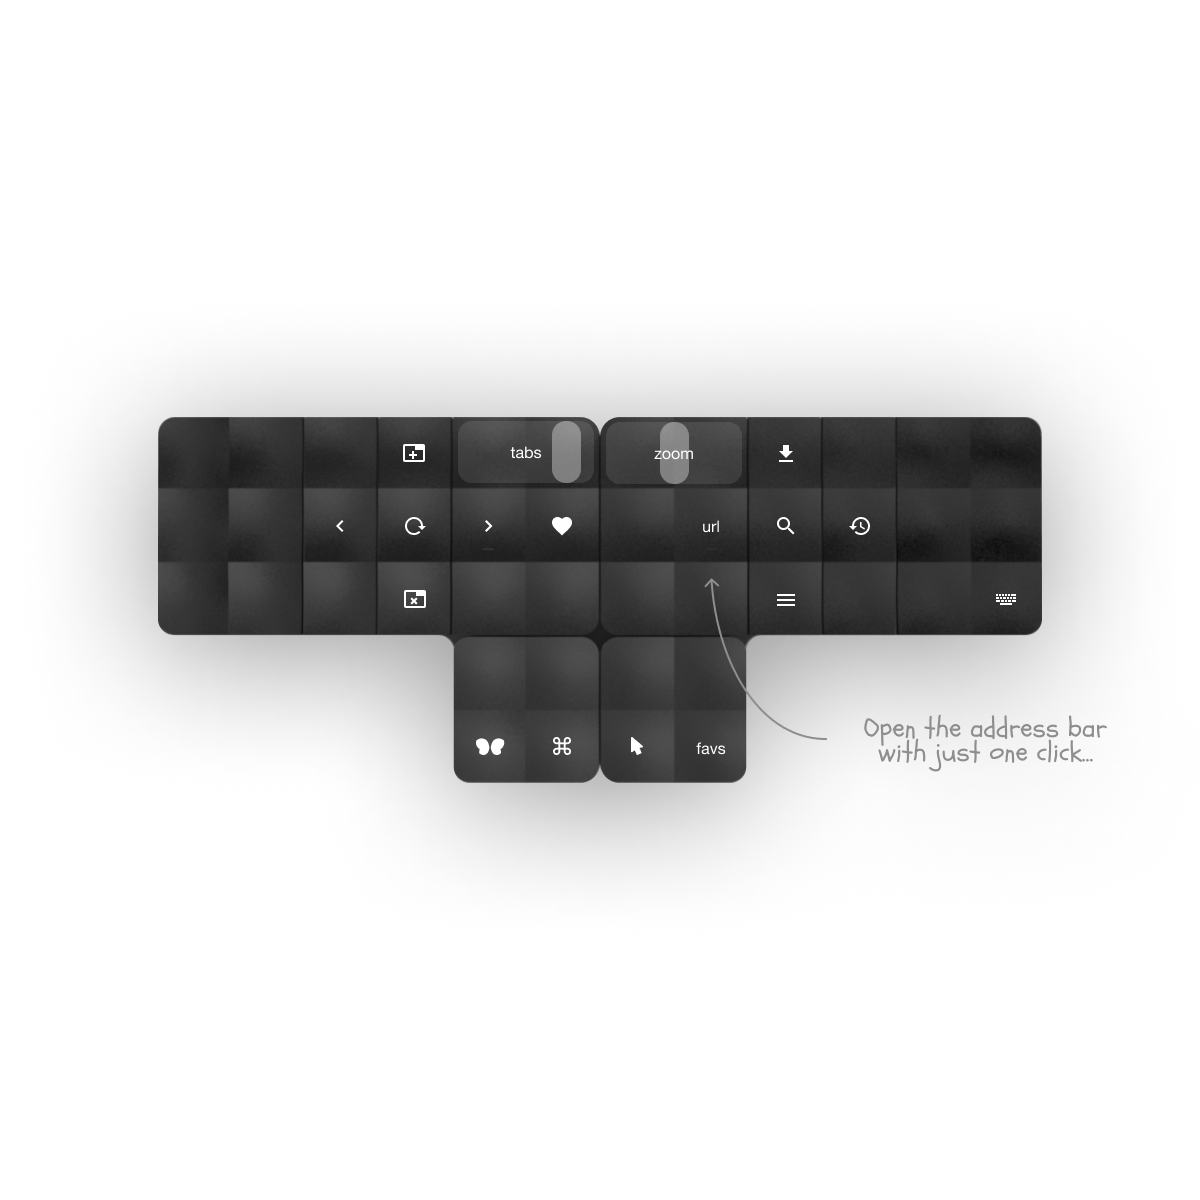 tabs
zoom
url
favs
Open the address bar
with just one click...